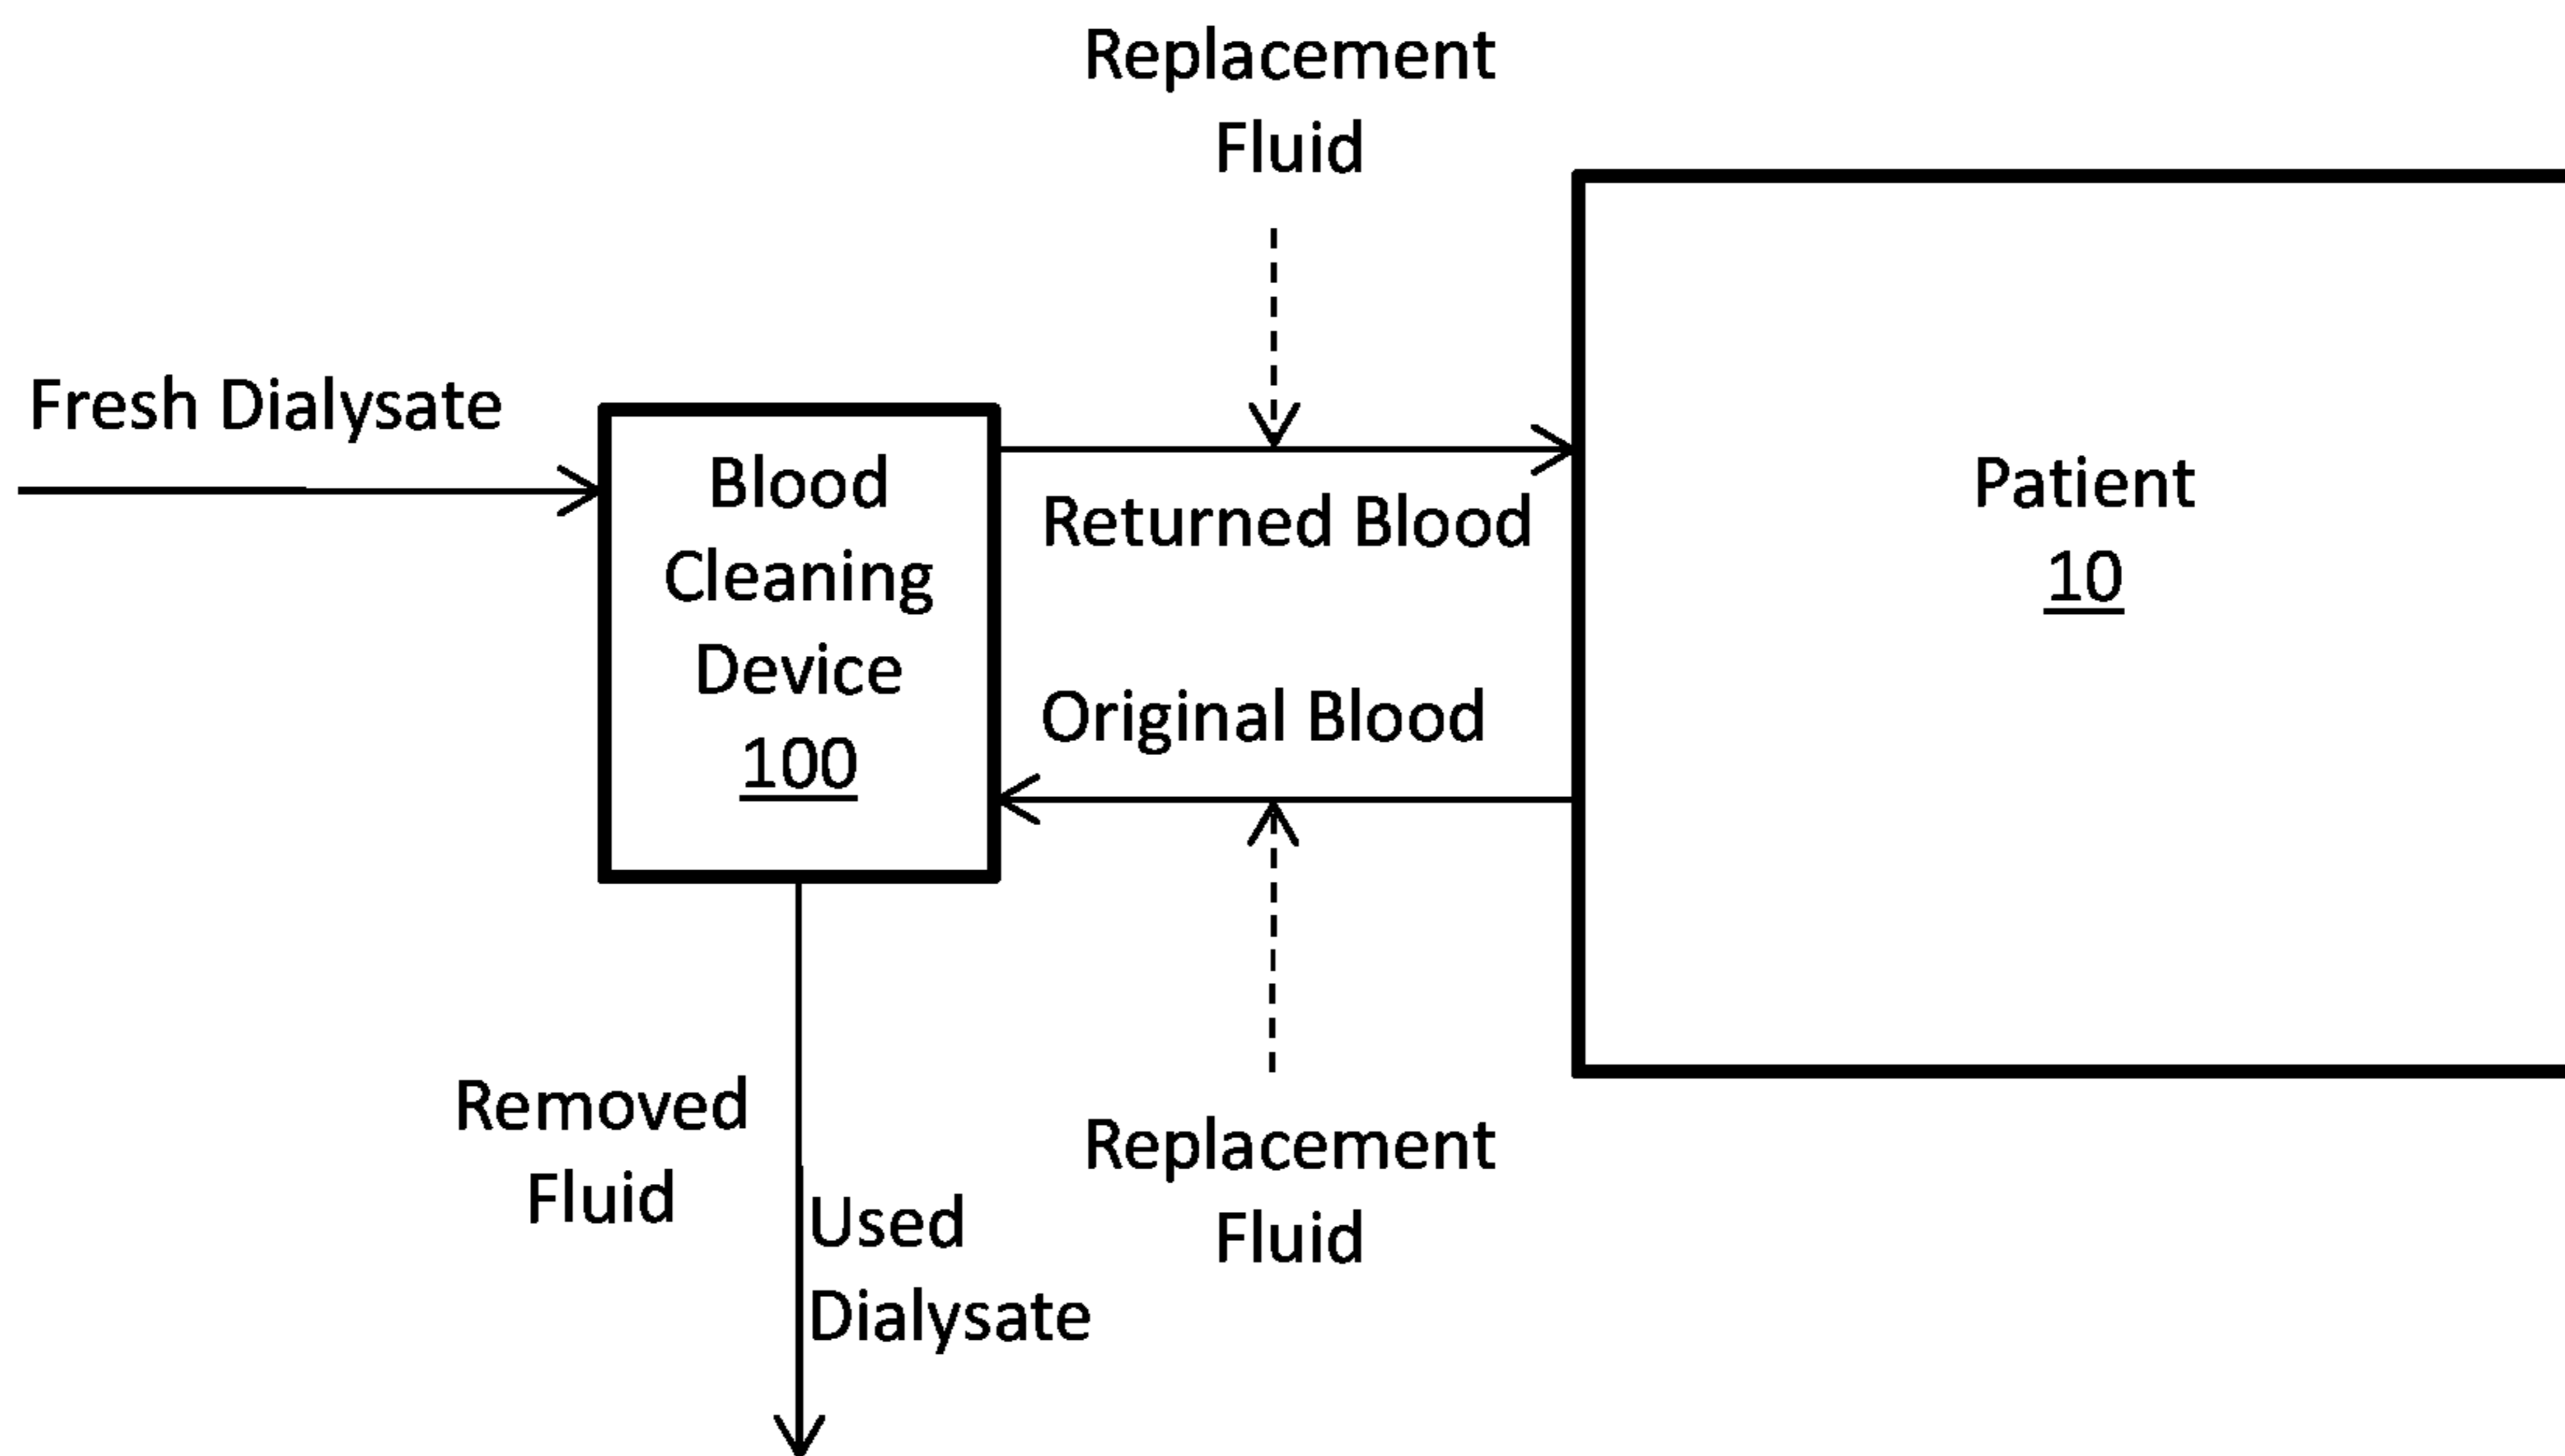 Replacement
Fluid
Fresh Dialysate
Blood
Cleaning
Device
100
Returned Blood
Original Blood
Patient
10
Removed
Fluid
Used
Dialysate
Replacement
Fluid